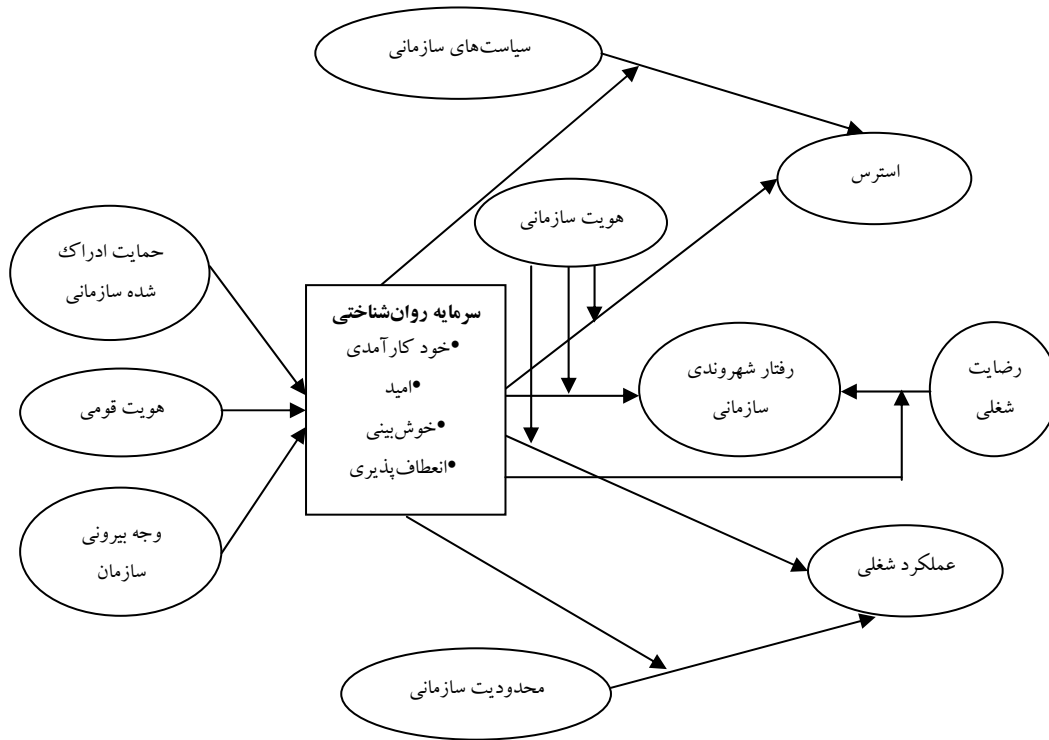 سیاست‌های سازمانی
استرس
هویت سازمانی
حمایت ادراک
شده سازمانی
سرمایه روان‌شناختی
•خود کارآمدی
•امید
•خوش‌بینی
•انعطاف‌پذیری
رفتار شهروندی
سازمانی
رضایت
شغلی
هویت قومی
وجه بیرونی
سازمان
عملکرد شغلی
محدودیت سازمانی